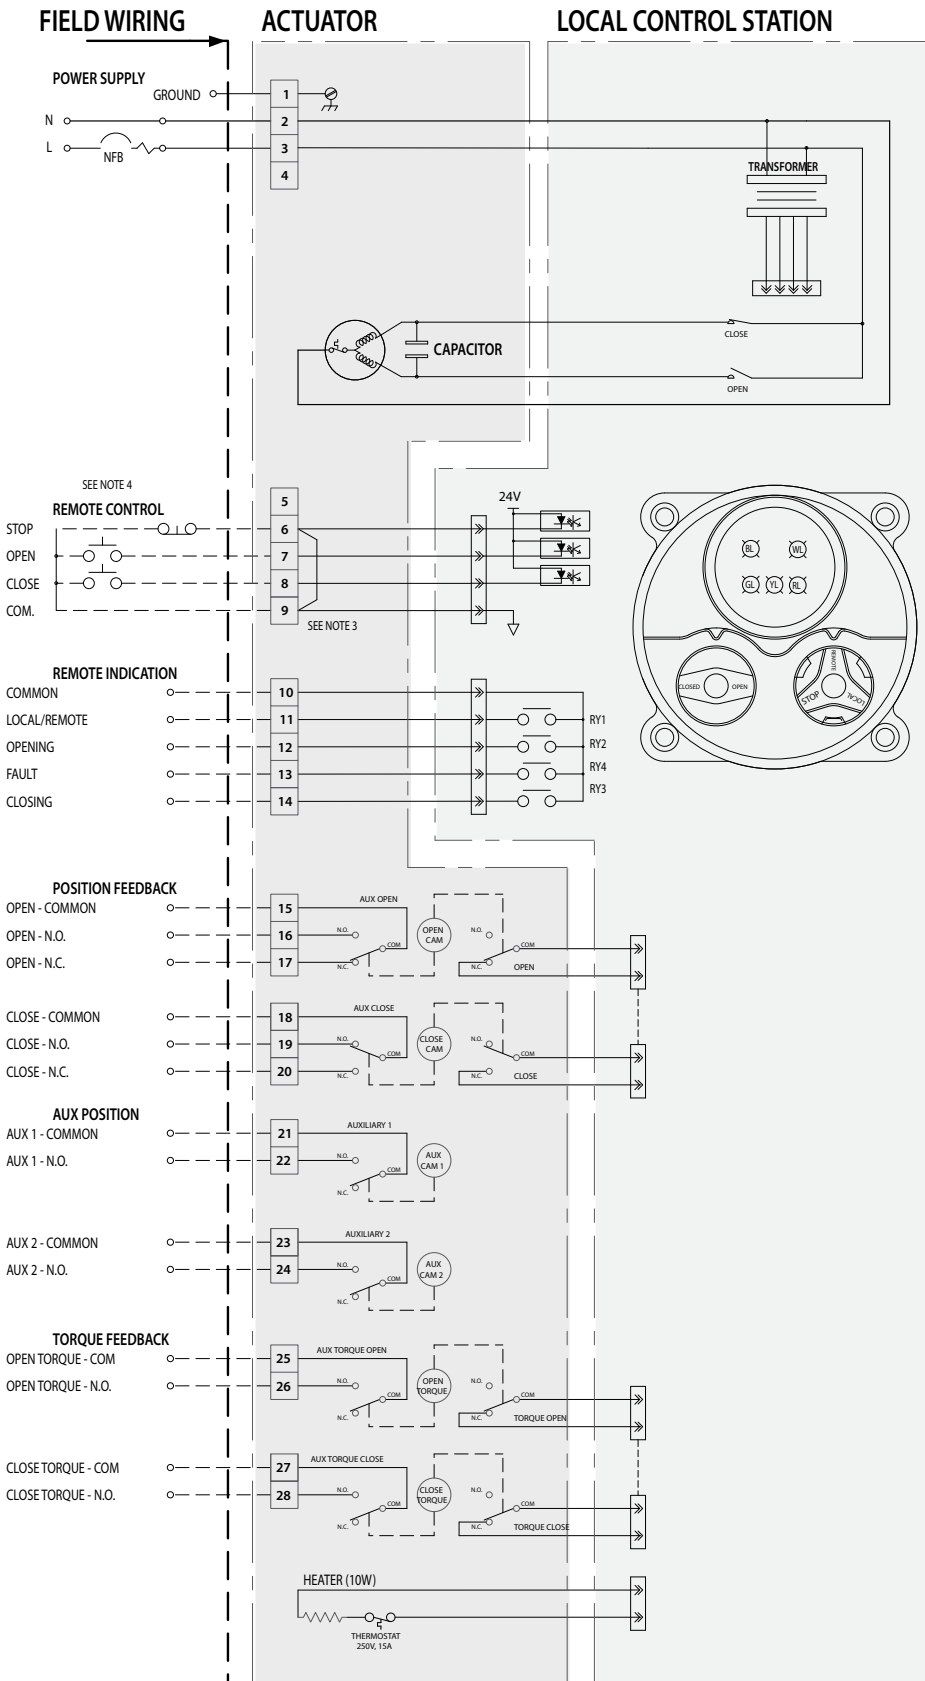 FIELD WIRING ACTUATOR LOCAL CONTROL STATION
POWER SUPPLY
GROUND 1
N 2
L NFB 3
4
TRANSFORMER
CLOSE
CAPACITOR
OPEN
SEE NOTE 4
REMOTE CONTROL
5
24V
STOP 6
OPEN 7
CLOSE 8
COM. 9
SEE NOTE 3
BL WL
GL YL RL
CLOSED OPEN
REMOTE
STOP LOCAL
REMOTE INDICATION
COMMON 10
LOCAL/REMOTE 11 RY1
OPENING 12 RY2
FAULT 13 RY4
CLOSING 14 RY3
POSITION FEEDBACK
OPEN - COMMON 15 AUX OPEN
OPEN - N.O. 16 N.O. COM OPEN CAM N.O. COM
OPEN - N.C. 17 N.C. N.C. OPEN
CLOSE - COMMON 18 AUX CLOSE
CLOSE - N.O. 19 N.O. COM CLOSE CAM N.O. COM
CLOSE - N.C. 20 N.C. N.C. CLOSE
AUX POSITION
AUX 1 - COMMON 21 AUXILIARY 1
AUX 1 - N.O. 22 N.O. COM AUX CAM 1
N.C.
AUX 2 - COMMON 23 AUXILIARY 2
AUX 2 - N.O. 24 N.O. COM AUX CAM 2
N.C.
TORQUE FEEDBACK
OPEN TORQUE - COM 25 AUX TORQUE OPEN
OPEN TORQUE - N.O. 26 N.O. COM OPEN TORQUE N.O. COM
N.C. N.C. TORQUE OPEN
CLOSE TORQUE - COM 27 AUX TORQUE CLOSE
CLOSE TORQUE - N.O. 28 N.O. COM CLOSE TORQUE N.O. COM
N.C. N.C. TORQUE CLOSE
HEATER (10W)
THERMOSTAT
250V, 15A